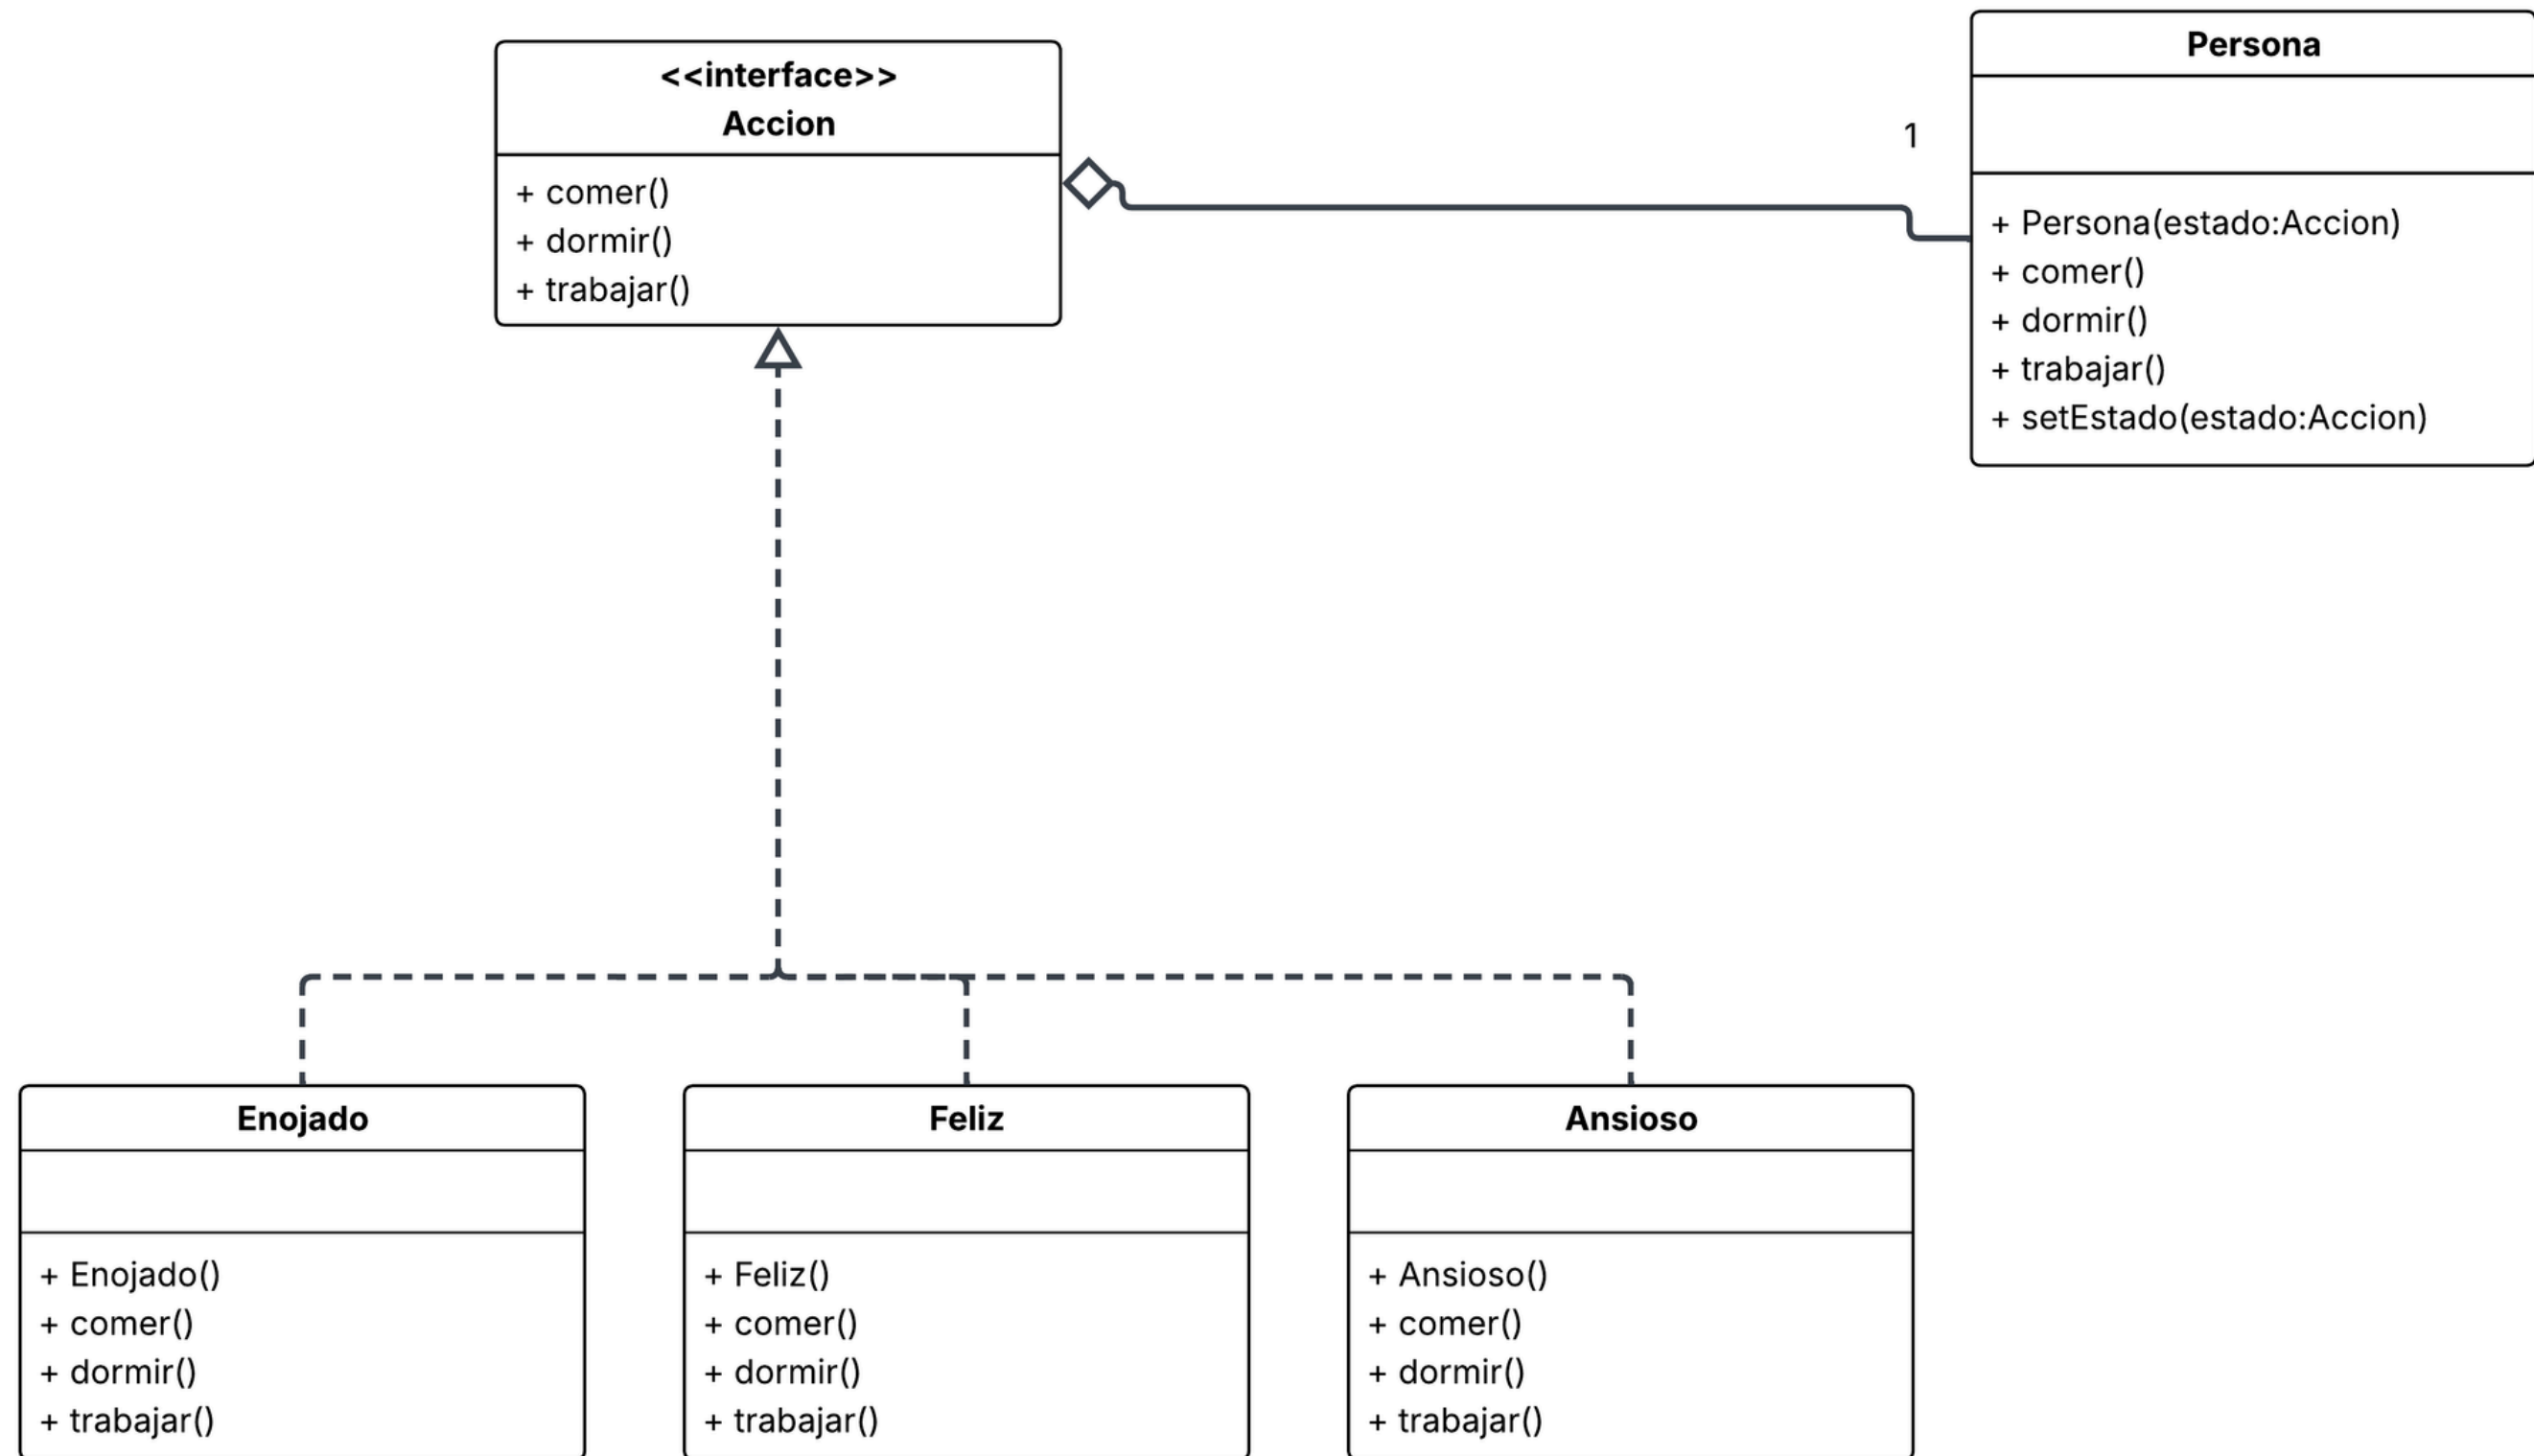 <<interface>>
Accion
+ comer()
+ dormir()
+ trabajar()
1
Persona
+ Persona(estado:Accion)
+ comer()
+ dormir()
+ trabajar()
+ setEstado(estado:Accion)
Enojado
+ Enojado()
+ comer()
+ dormir()
+ trabajar()
Feliz
+ Feliz()
+ comer()
+ dormir()
+ trabajar()
Ansioso
+ Ansioso()
+ comer()
+ dormir()
+ trabajar()